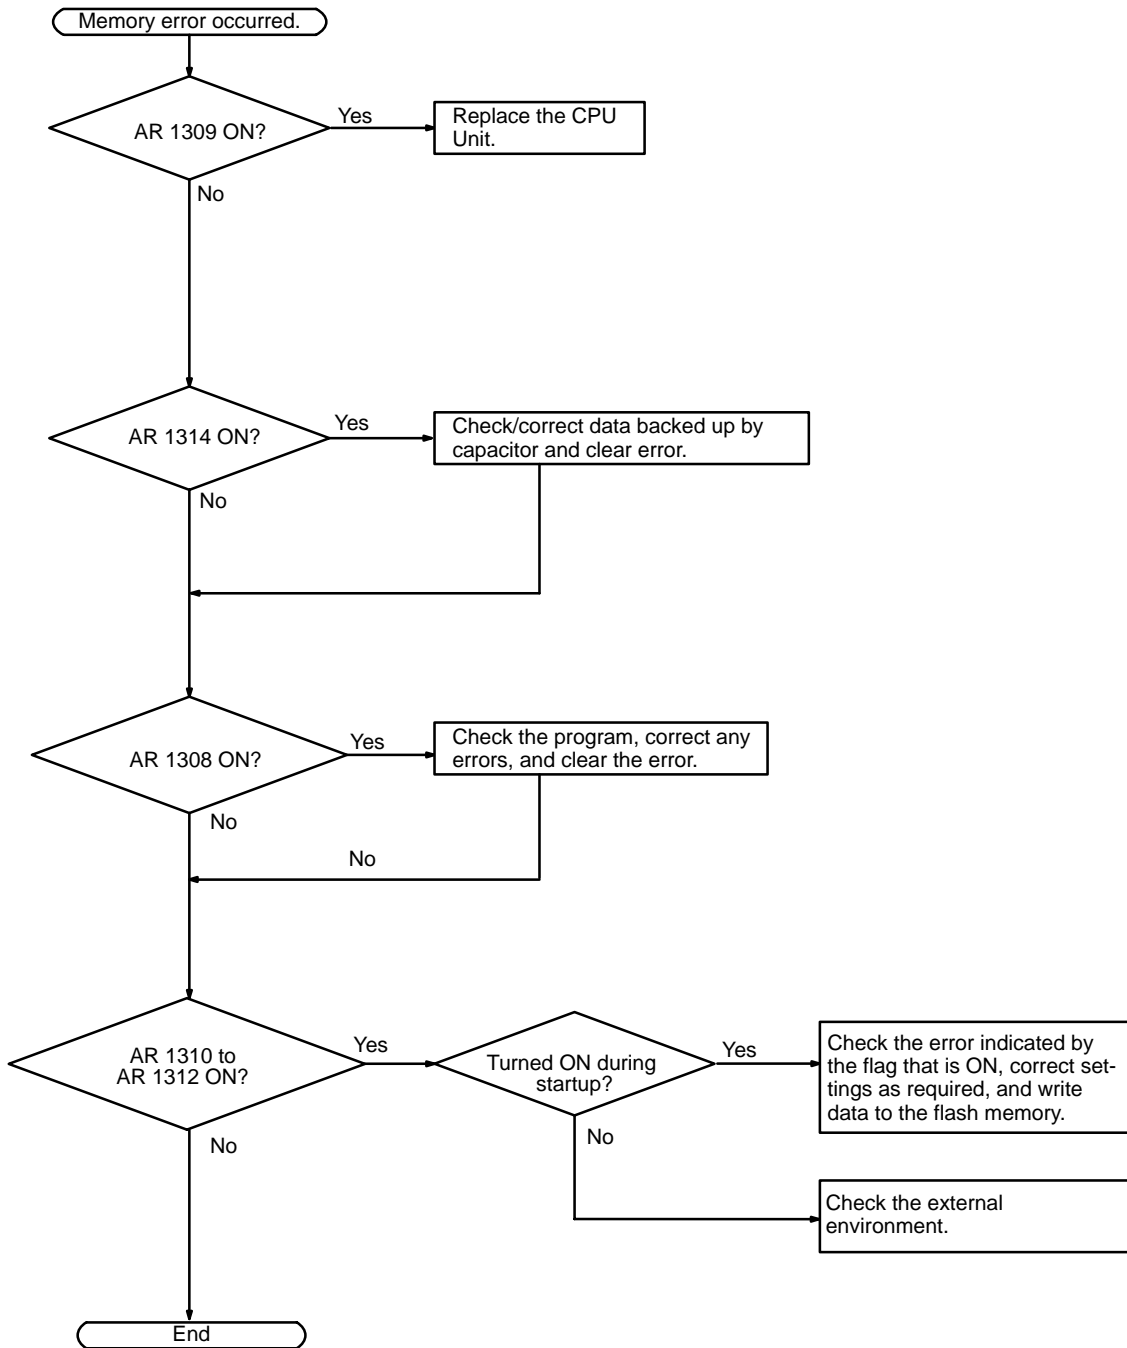 Memory error occurred.
AR 1309 ON?
Yes
Replace the CPU
Unit.
No
AR 1314 ON?
Yes
Check/correct data backed up by
capacitor and clear error.
No
AR 1308 ON?
Yes
Check the program, correct any
errors, and clear the error.
No
No
AR 1310 to
AR 1312 ON?
Yes
Turned ON during
startup?
Yes
Check the error indicated by
the flag that is ON, correct set-
tings as required, and write
data to the flash memory.
No
No
Check the external
environment.
End